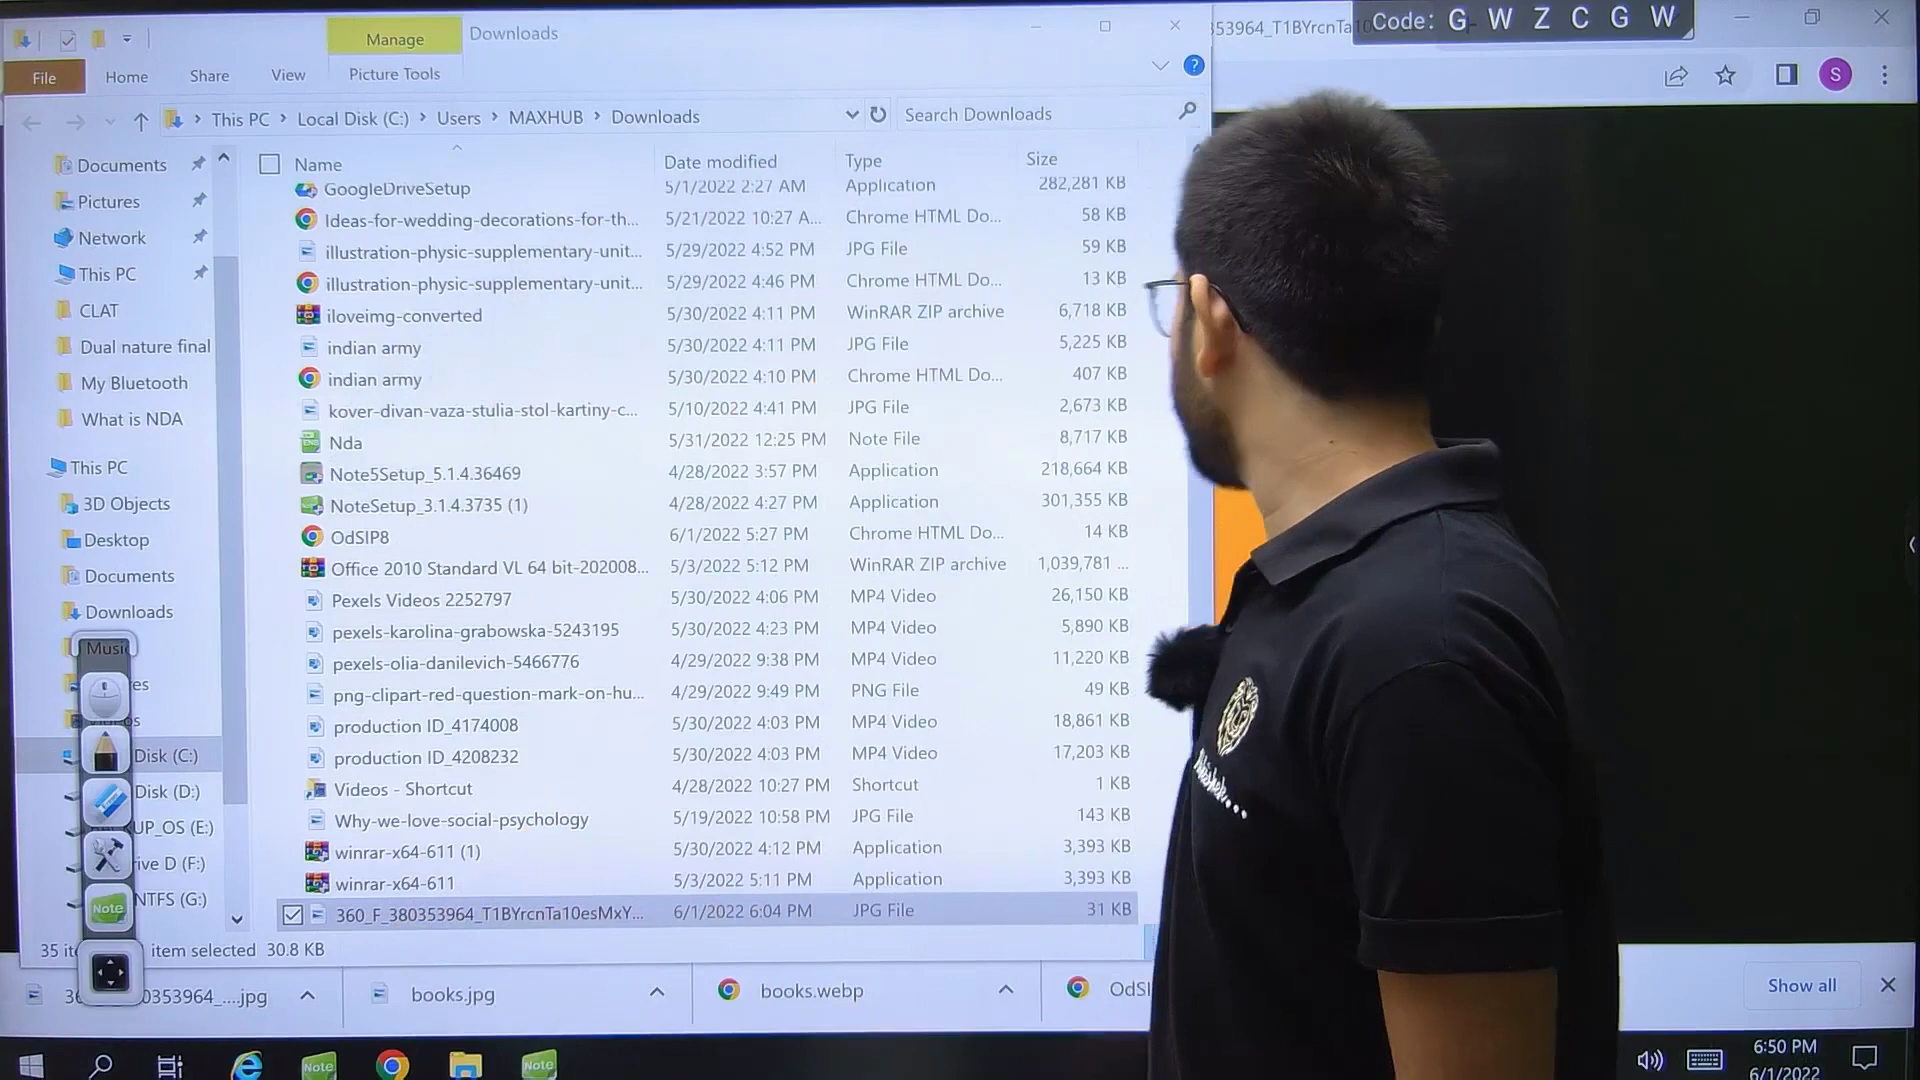 Manage
Downloads
353964_T1BYrcnTa1
Code: G W Z C G W
File
Home
Share
View
Picture Tools
?
S
This PC > Local Disk (C:) > Users > MAXHUB > Downloads
Search Downloads
Documents
Pictures
Network
This PC
CLAT
Dual nature final
My Bluetooth
What is NDA
This PC
3D Objects
Desktop
Documents
Downloads
Music
Disk (C:)
Disk (D:)
UP_OS (E:)
rive D (F:)
NTFS (G:)
Name Date modified Type Size
GoogleDriveSetup 5/1/2022 2:27 AM Application 282,281 KB
Ideas-for-wedding-decorations-for-th... 5/21/2022 10:27 A... Chrome HTML Do... 58 KB
illustration-physic-supplementary-unit... 5/29/2022 4:52 PM JPG File 59 KB
illustration-physic-supplementary-unit... 5/29/2022 4:46 PM Chrome HTML Do... 13 KB
iloveimg-converted 5/30/2022 4:11 PM WinRAR ZIP archive 6,718 KB
indian army 5/30/2022 4:11 PM JPG File 5,225 KB
indian army 5/30/2022 4:10 PM Chrome HTML Do... 407 KB
kover-divan-vaza-stulia-stol-kartiny-c... 5/10/2022 4:41 PM JPG File 2,673 KB
Nda 5/31/2022 12:25 PM Note File 8,717 KB
Note5Setup_5.1.4.36469 4/28/2022 3:57 PM Application 218,664 KB
NoteSetup_3.1.4.3735 (1) 4/28/2022 4:27 PM Application 301,355 KB
OdSIP8 6/1/2022 5:27 PM Chrome HTML Do... 14 KB
Office 2010 Standard VL 64 bit-202008... 5/3/2022 5:12 PM WinRAR ZIP archive 1,039,781 ...
Pexels Videos 2252797 5/30/2022 4:06 PM MP4 Video 26,150 KB
pexels-karolina-grabowska-5243195 5/30/2022 4:23 PM MP4 Video 5,890 KB
pexels-olia-danilevich-5466776 4/29/2022 9:38 PM MP4 Video 11,220 KB
png-clipart-red-question-mark-on-hu... 4/29/2022 9:49 PM PNG File 49 KB
production ID_4174008 5/30/2022 4:03 PM MP4 Video 18,861 KB
production ID_4208232 5/30/2022 4:03 PM MP4 Video 17,203 KB
Videos - Shortcut 4/28/2022 10:27 PM Shortcut 1 KB
Why-we-love-social-psychology 5/19/2022 10:58 PM JPG File 143 KB
winrar-x64-611 (1) 5/30/2022 4:12 PM Application 3,393 KB
winrar-x64-611 5/3/2022 5:11 PM Application 3,393 KB
360_F_380353964_T1BYrcnTa10esMxY... 6/1/2022 6:04 PM JPG File 31 KB
Note
35 ite item selected 30.8 KB
36 80353964_....jpg
books.jpg
books.webp
OdSI
Show all
Note
Note
6:50 PM
6/1/2022